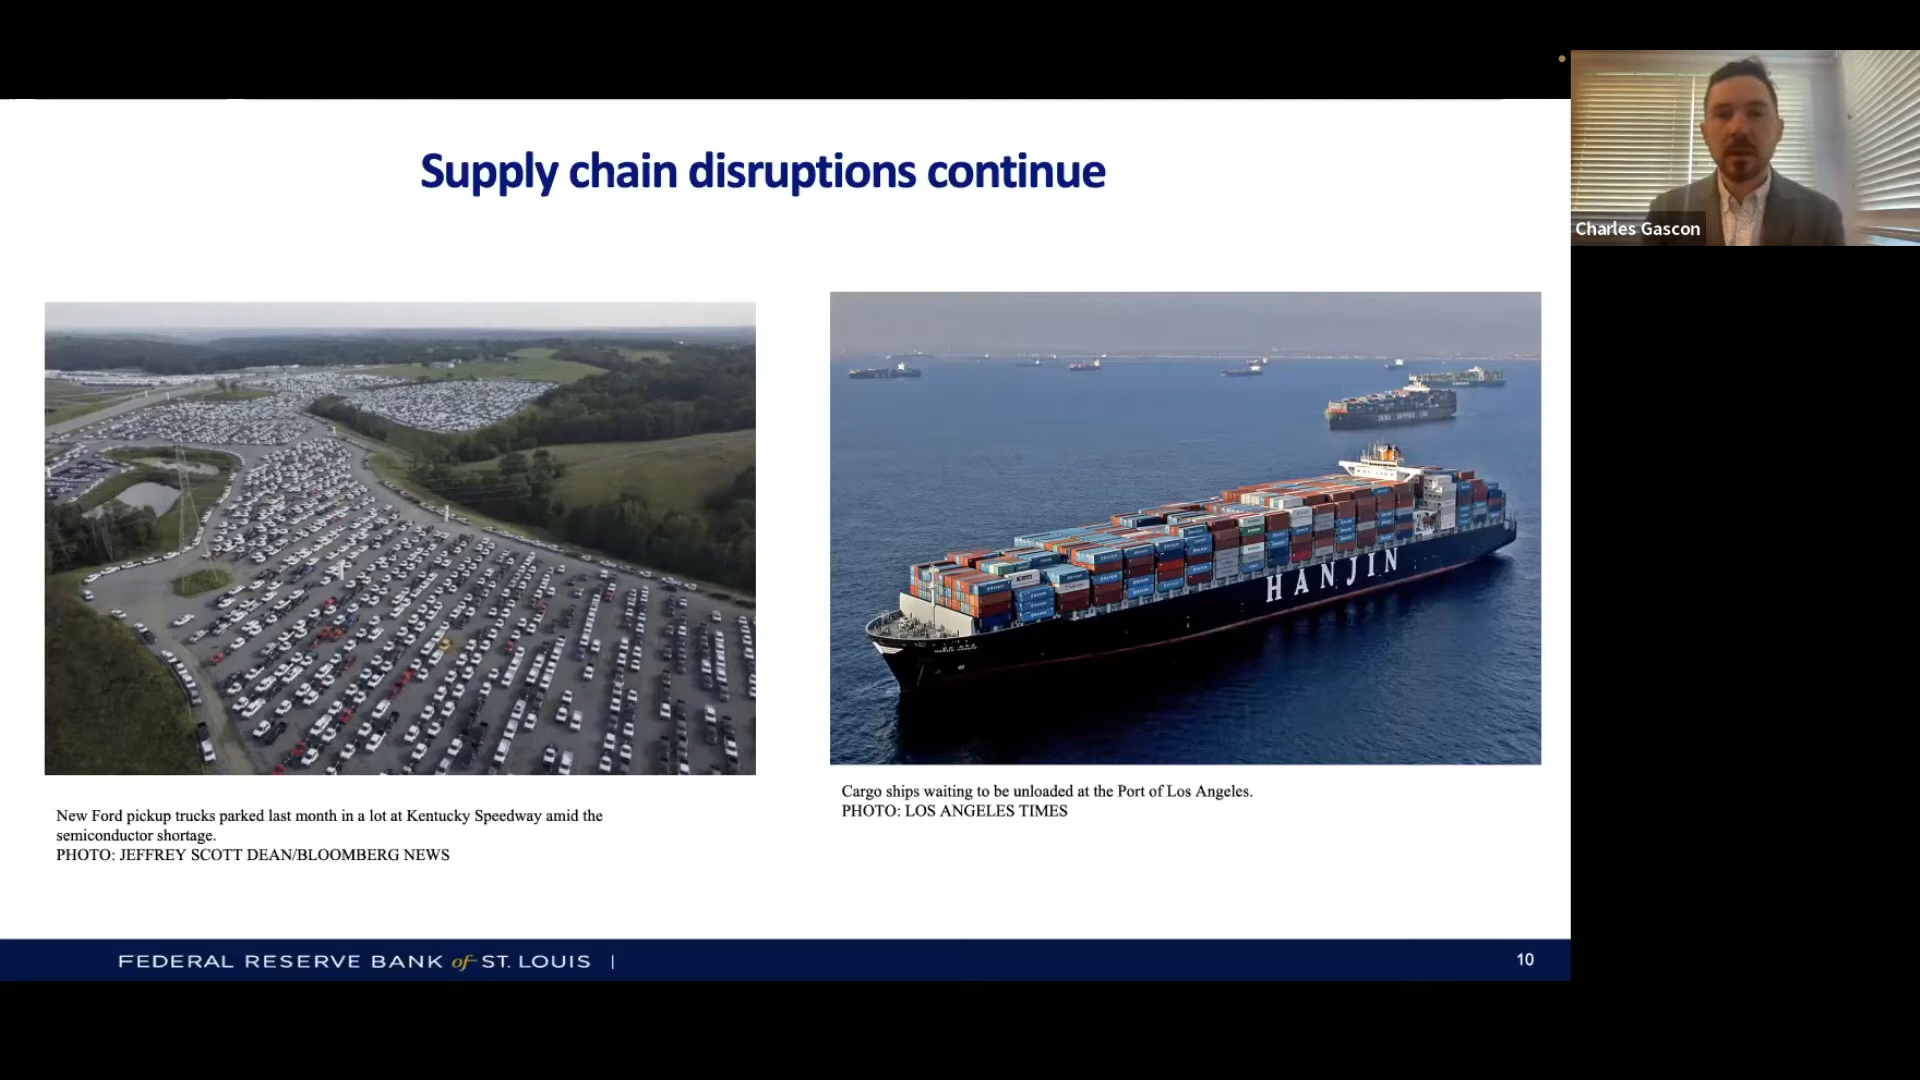 Supply chain disruptions continue
Charles Gascon
HANJIN
New Ford pickup trucks parked last month in a lot at Kentucky Speedway amid the
semiconductor shortage.
PHOTO: JEFFREY SCOTT DEAN/BLOOMBERG NEWS
Cargo ships waiting to be unloaded at the Port of Los Angeles.
PHOTO: LOS ANGELES TIMES
FEDERAL RESERVE BANK of ST. LOUIS |
10